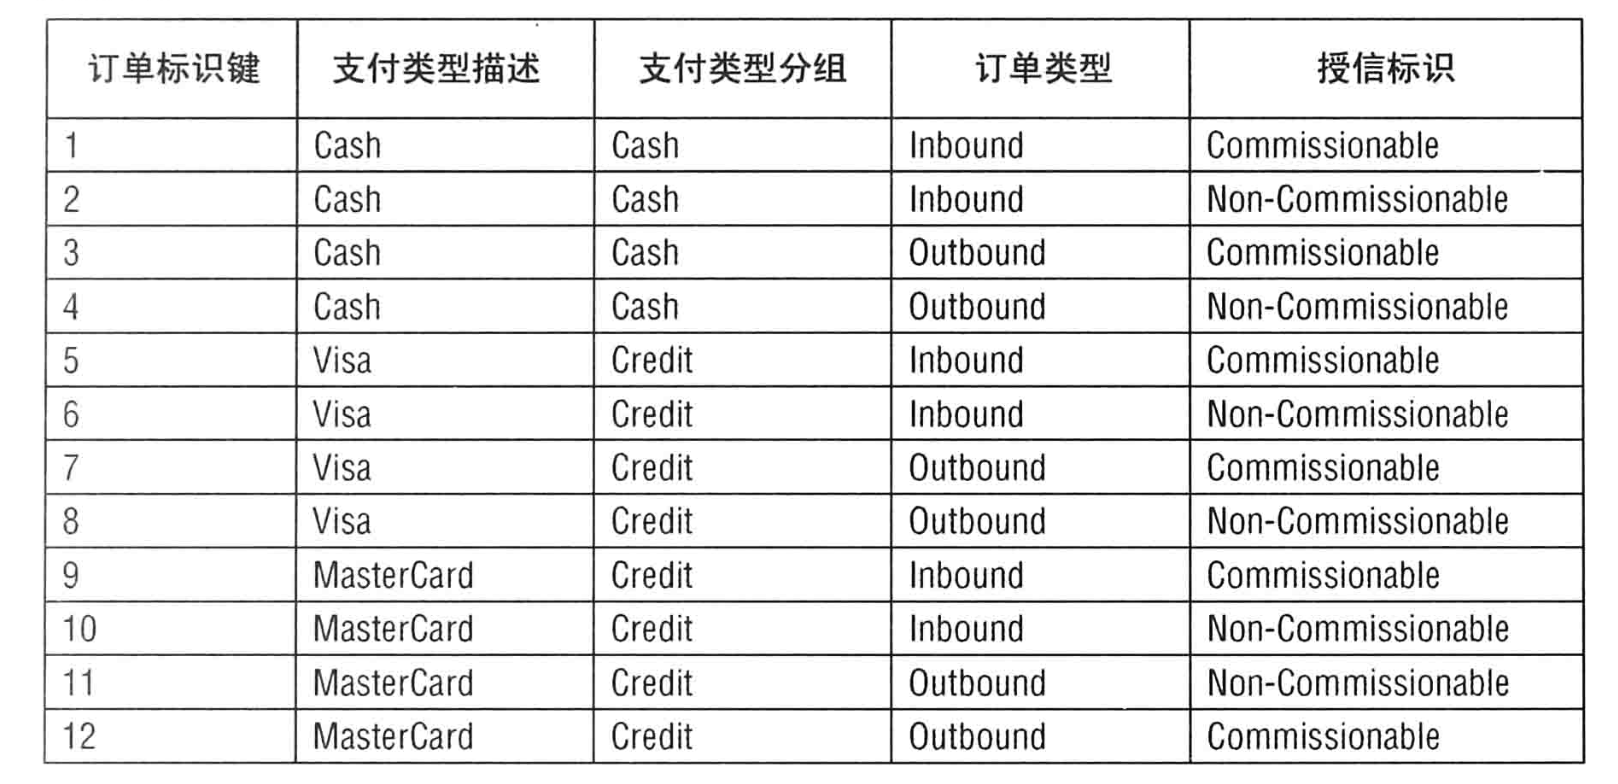 订单标识键 支付类型描述 支付类型分组 订单类型 授信标识
1 Cash Cash Inbound Commissionable
2 Cash Cash Inbound Non-Commissionable
3 Cash Cash Outbound Commissionable
4 Cash Cash Outbound Non-Commissionable
5 Visa Credit Inbound Commissionable
6 Visa Credit Inbound Non-Commissionable
7 Visa Credit Outbound Commissionable
8 Visa Credit Outbound Non-Commissionable
9 MasterCard Credit Inbound Commissionable
10 MasterCard Credit Inbound Non-Commissionable
11 MasterCard Credit Outbound Non-Commissionable
12 MasterCard Credit Outbound Commissionable